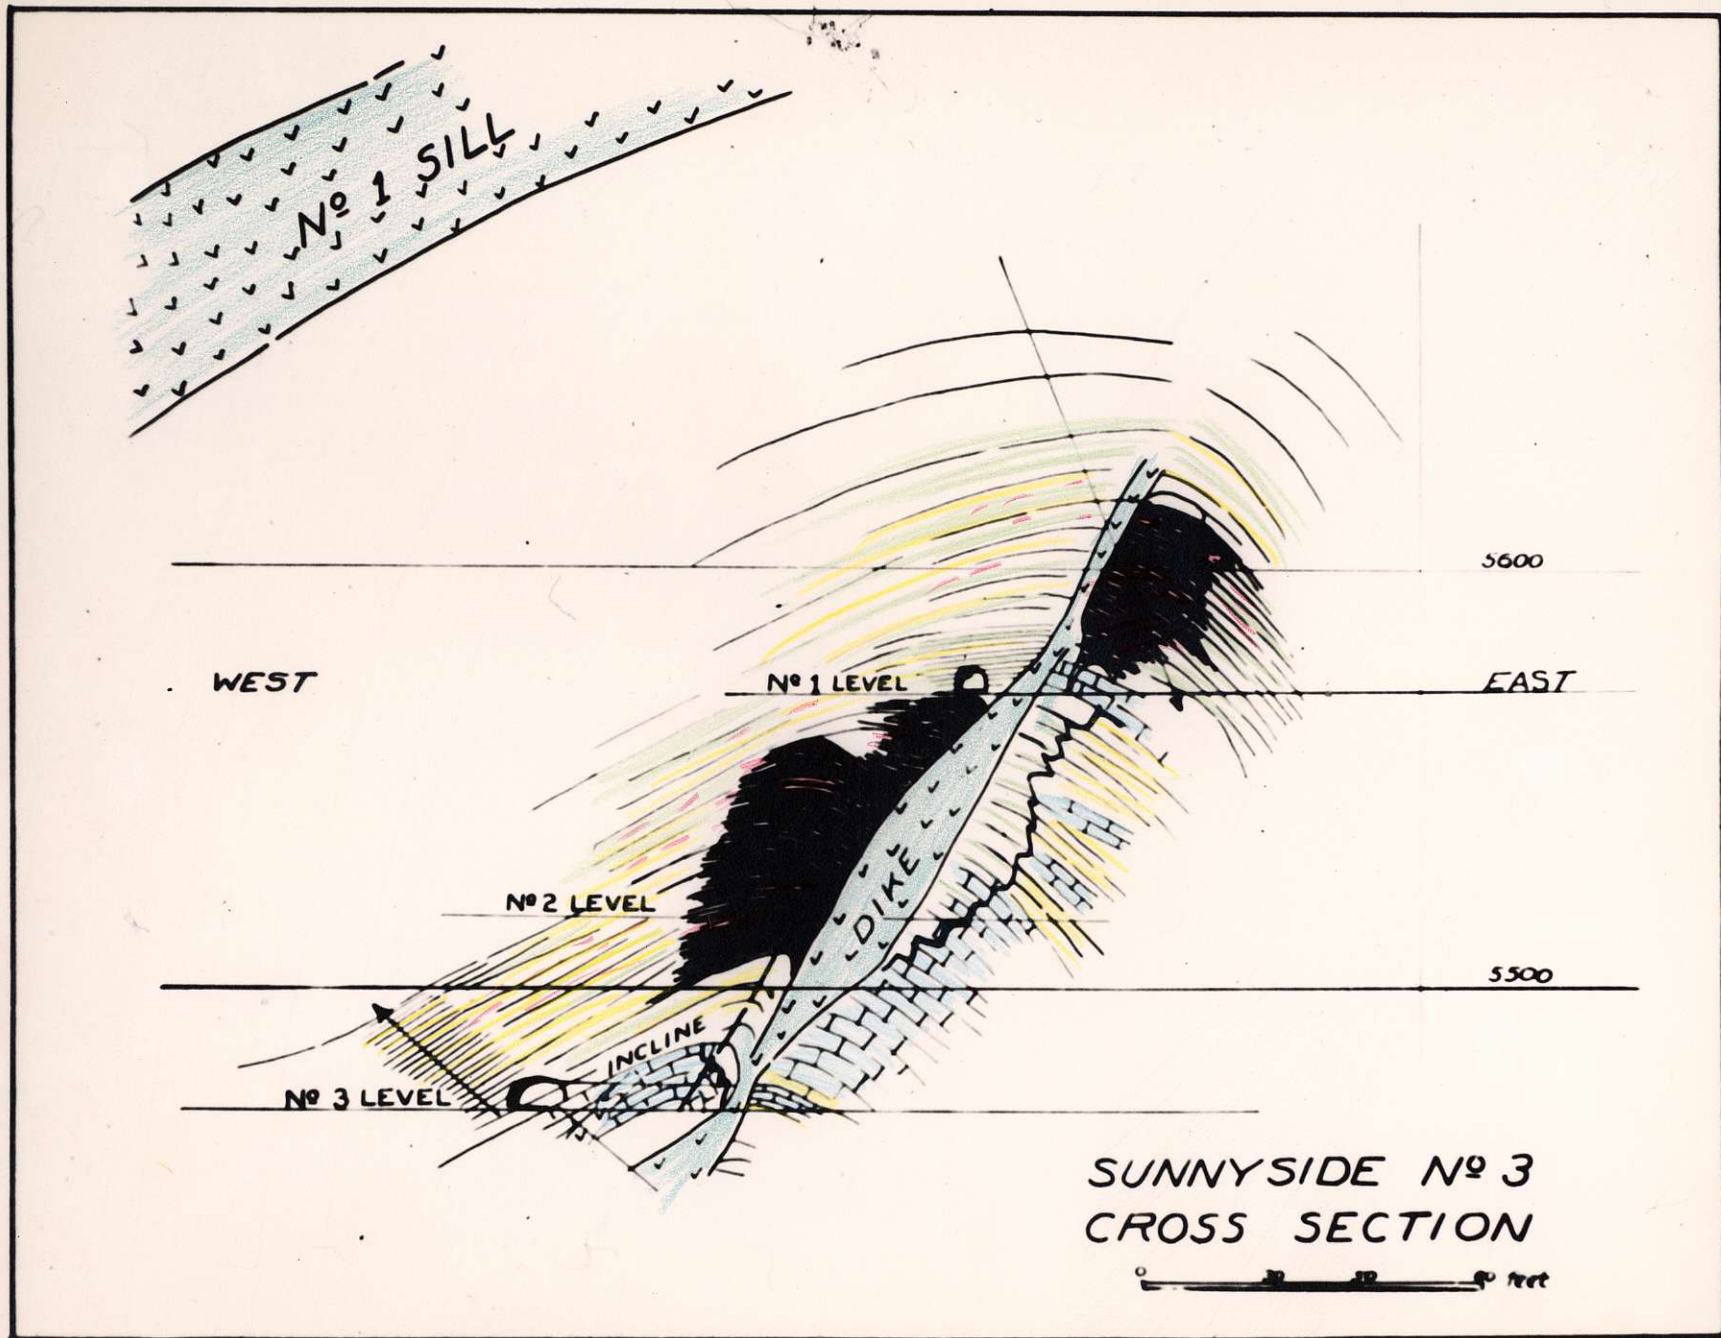 Nº 1 SILL
5600
WEST
Nº 1 LEVEL
EAST
DIKE
Nº 2 LEVEL
5500
INCLINE
Nº 3 LEVEL
SUNNYSIDE Nº 3
CROSS SECTION
0
feet